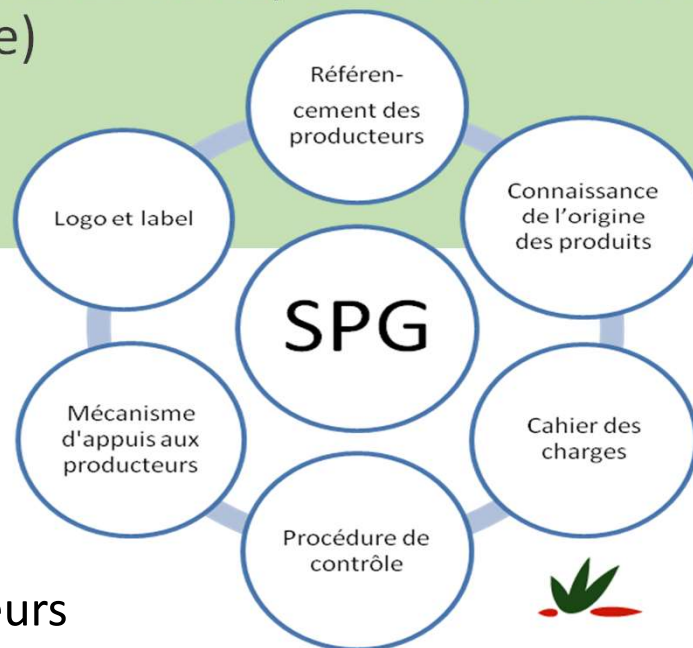 e)
Référen-
cement des
producteurs
Logo et label
Connaissance
de l'origine
des produits
SPG
Mécanisme
d'appuis aux
producteurs
Cahier des
charges
Procédure de
contrôle
eurs